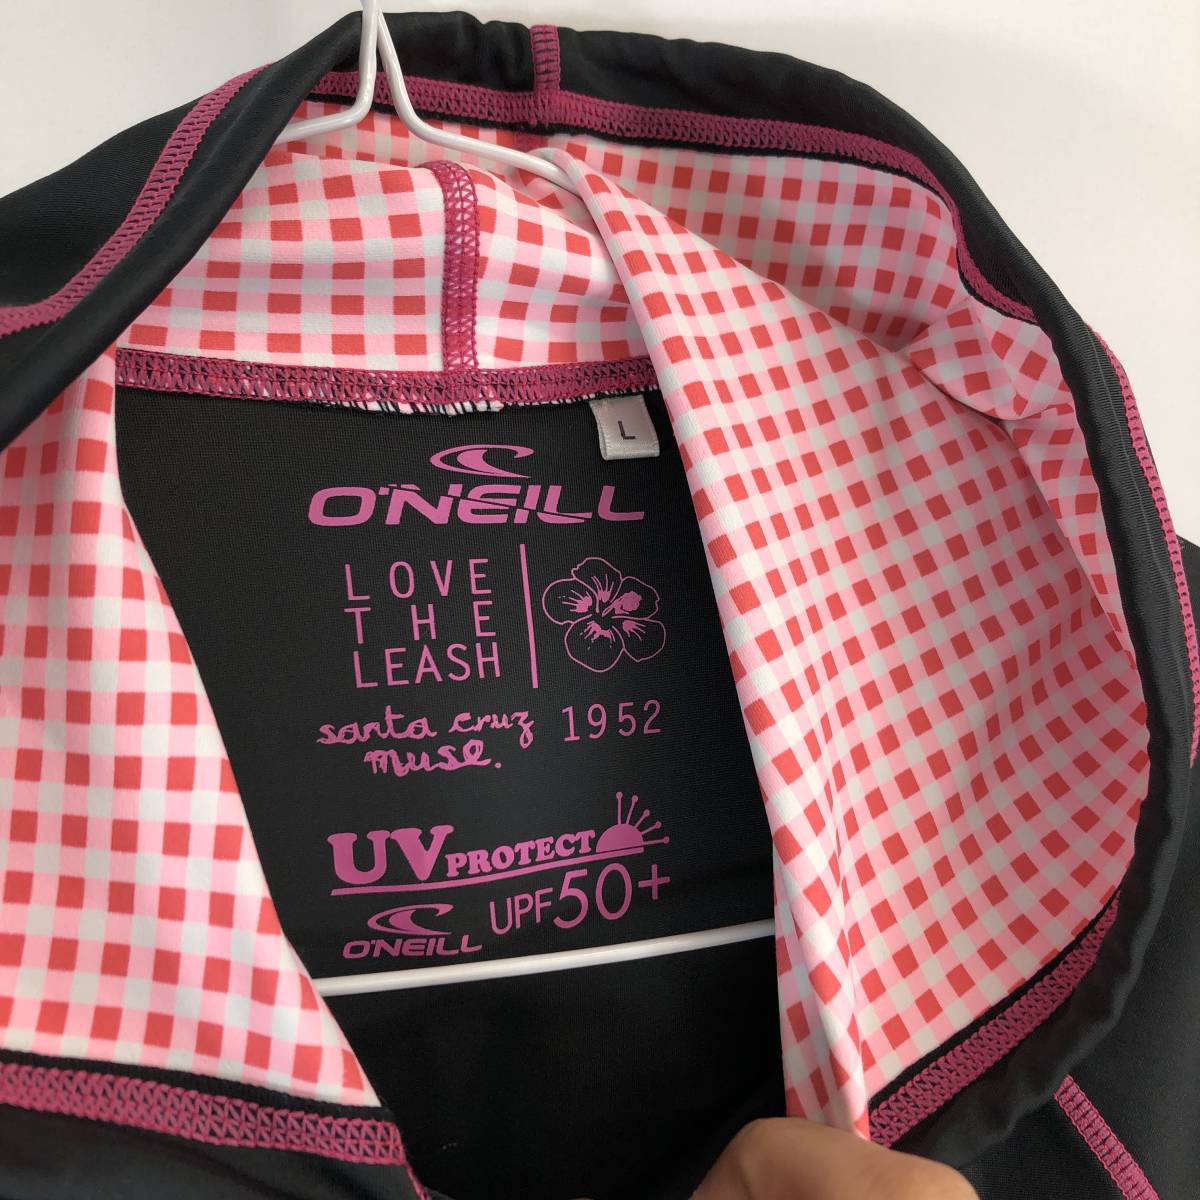 L
O'NEILL
LOVE
THE
LEASH
santa cruz
muse.
1952
UV PROTECT
O'NEILL
UPF50+